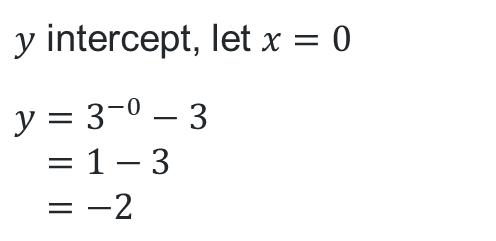 y intercept, let x = 0
y = 3⁻⁰ − 3
= 1 − 3
= −2